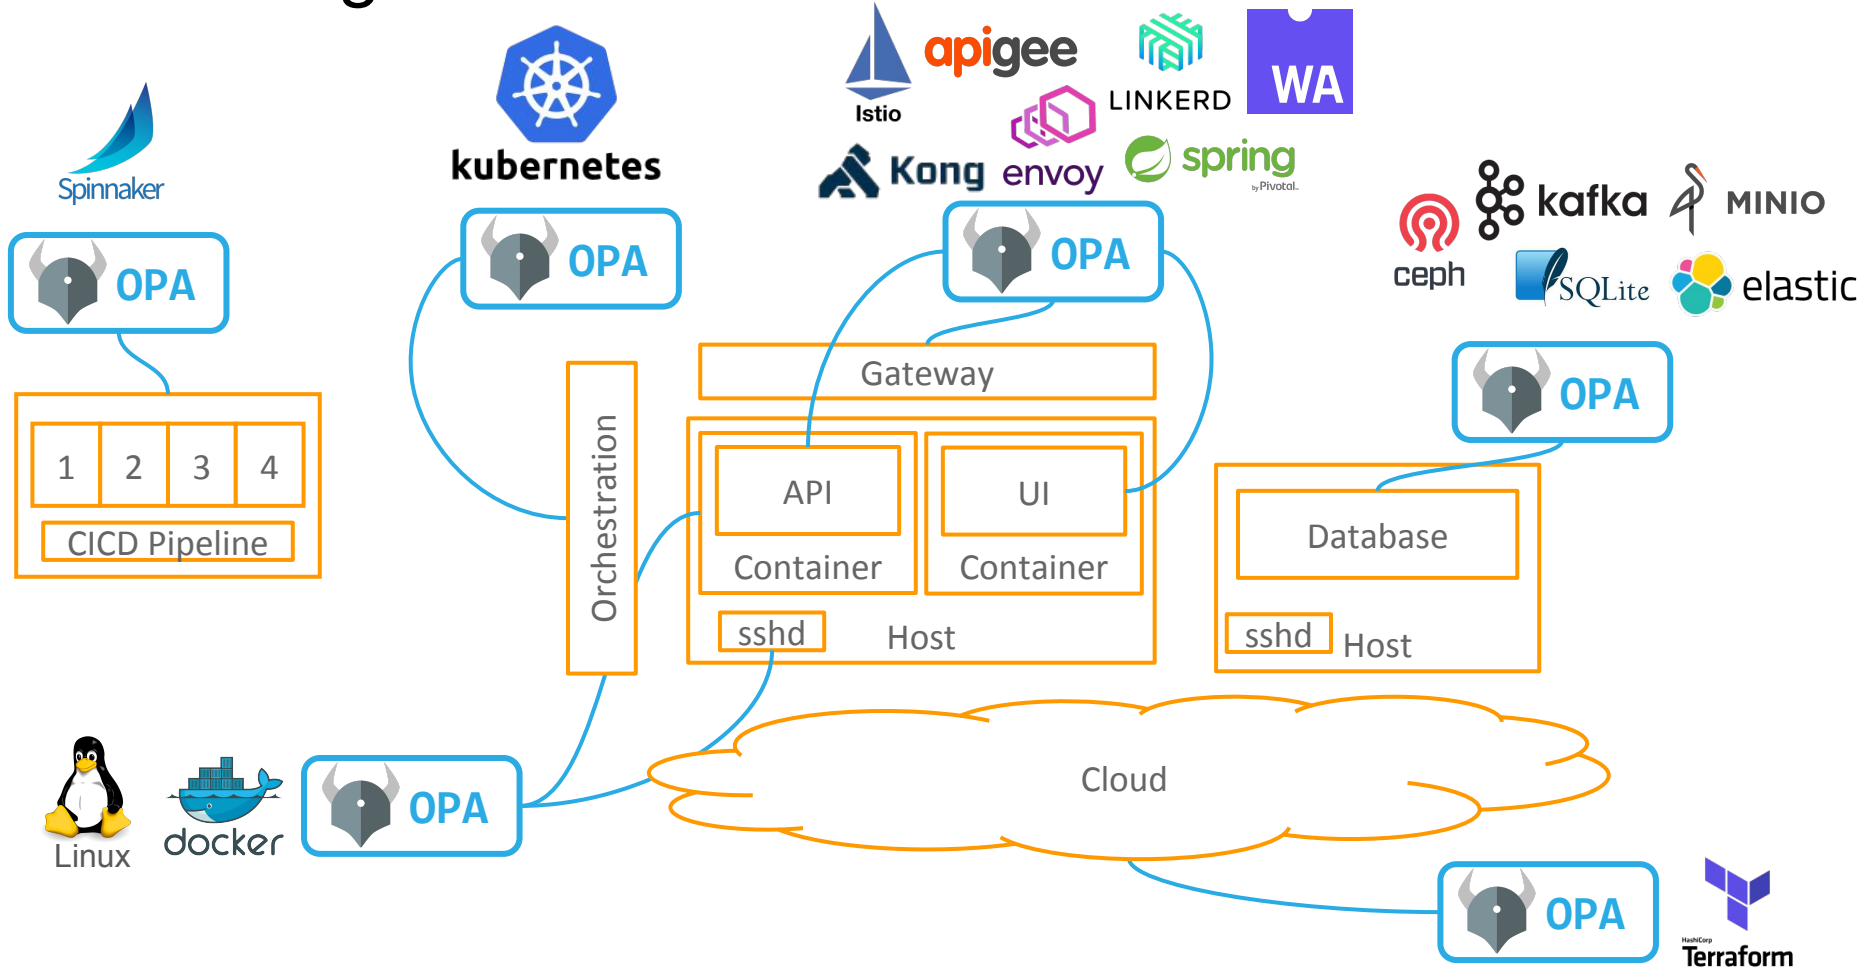 Spinnaker
OPA
1 2 3 4
CICD Pipeline
kubernetes
OPA
Orchestration
Istio
apigee
LINKERD
WA
Kong
envoy
spring
by Pivotal.
OPA
Gateway
API
Container
UI
Container
sshd
Host
ceph
kafka
MINIO
SQLite
elastic
OPA
Database
sshd
Host
Linux
docker
OPA
Cloud
OPA
HashiCorp
Terraform